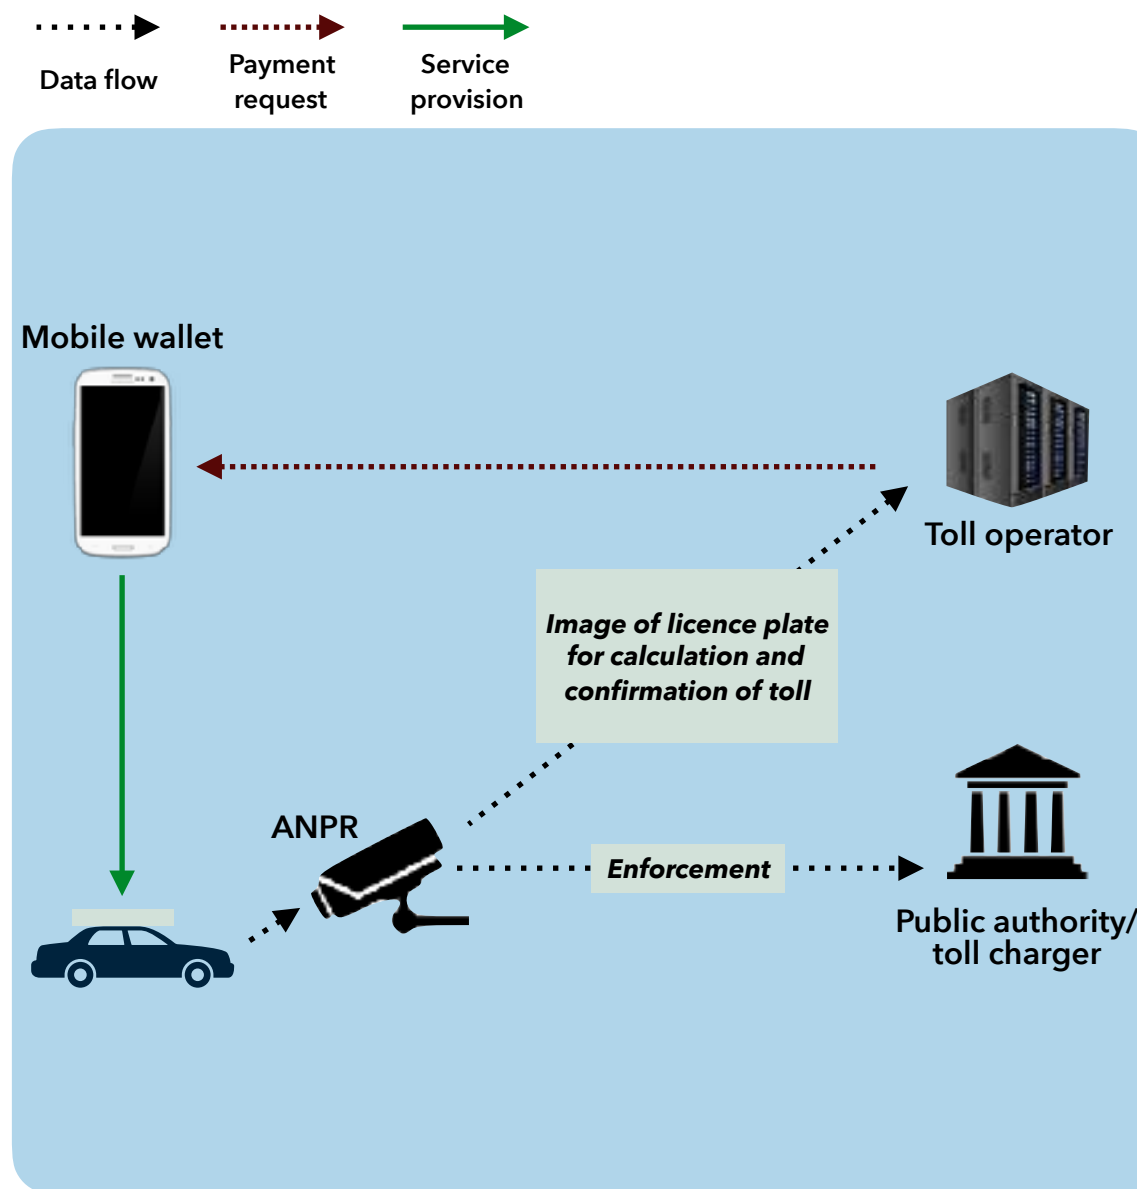 Data flow
Payment
request
Service
provision
Mobile wallet
Toll operator
Image of licence plate
for calculation and
confirmation of toll
ANPR
Enforcement
Public authority/
toll charger